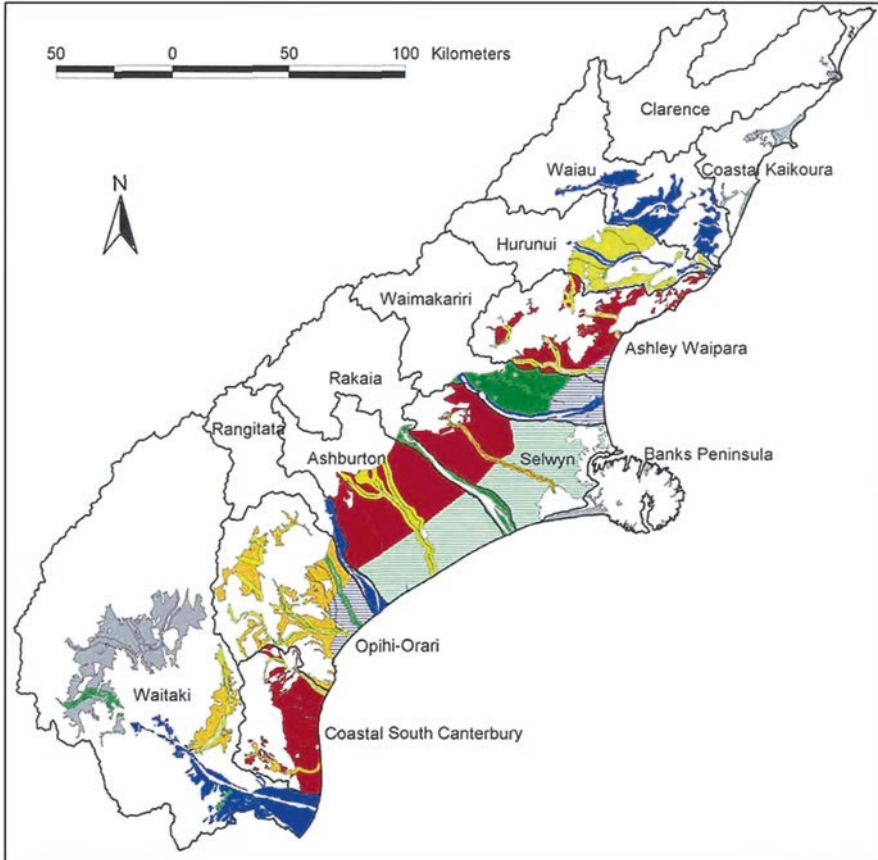 50 0 50 100 Kilometers
N
Clarence
Waiau
Coastal Kaikoura
Hurunui
Waimakariri
Ashley Waipara
Rakaia
Rangitata
Ashburton
Selwyn
Banks Peninsula
Opihi-Orari
Waitaki
Coastal South Canterbury